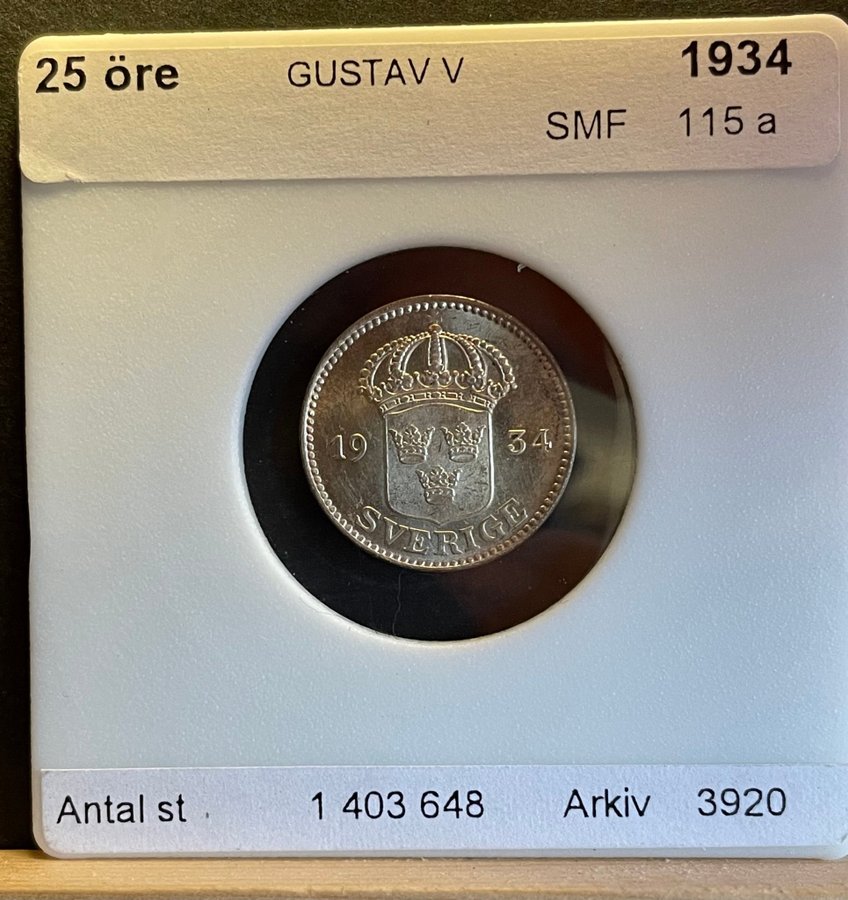 25 öre GUSTAV V 1934
SMF 115 a
19 34
SVERIGE
Antal st . 1 403 648 Arkiv 3920